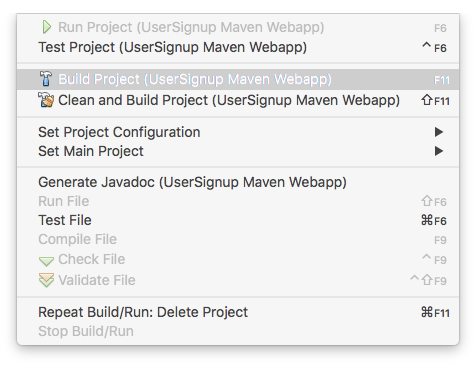 Run Project (UserSignup Maven Webapp) F6
Test Project (UserSignup Maven Webapp) ^F6
Build Project (UserSignup Maven Webapp) F11
Clean and Build Project (UserSignup Maven Webapp) ⇧F11
Set Project Configuration ▶
Set Main Project ▶
Generate Javadoc (UserSignup Maven Webapp)
Run File ⇧F6
Test File ⌘F6
Compile File F9
Check File ^F9
Validate File ^⇧F9
Repeat Build/Run: Delete Project ⌘F11
Stop Build/Run